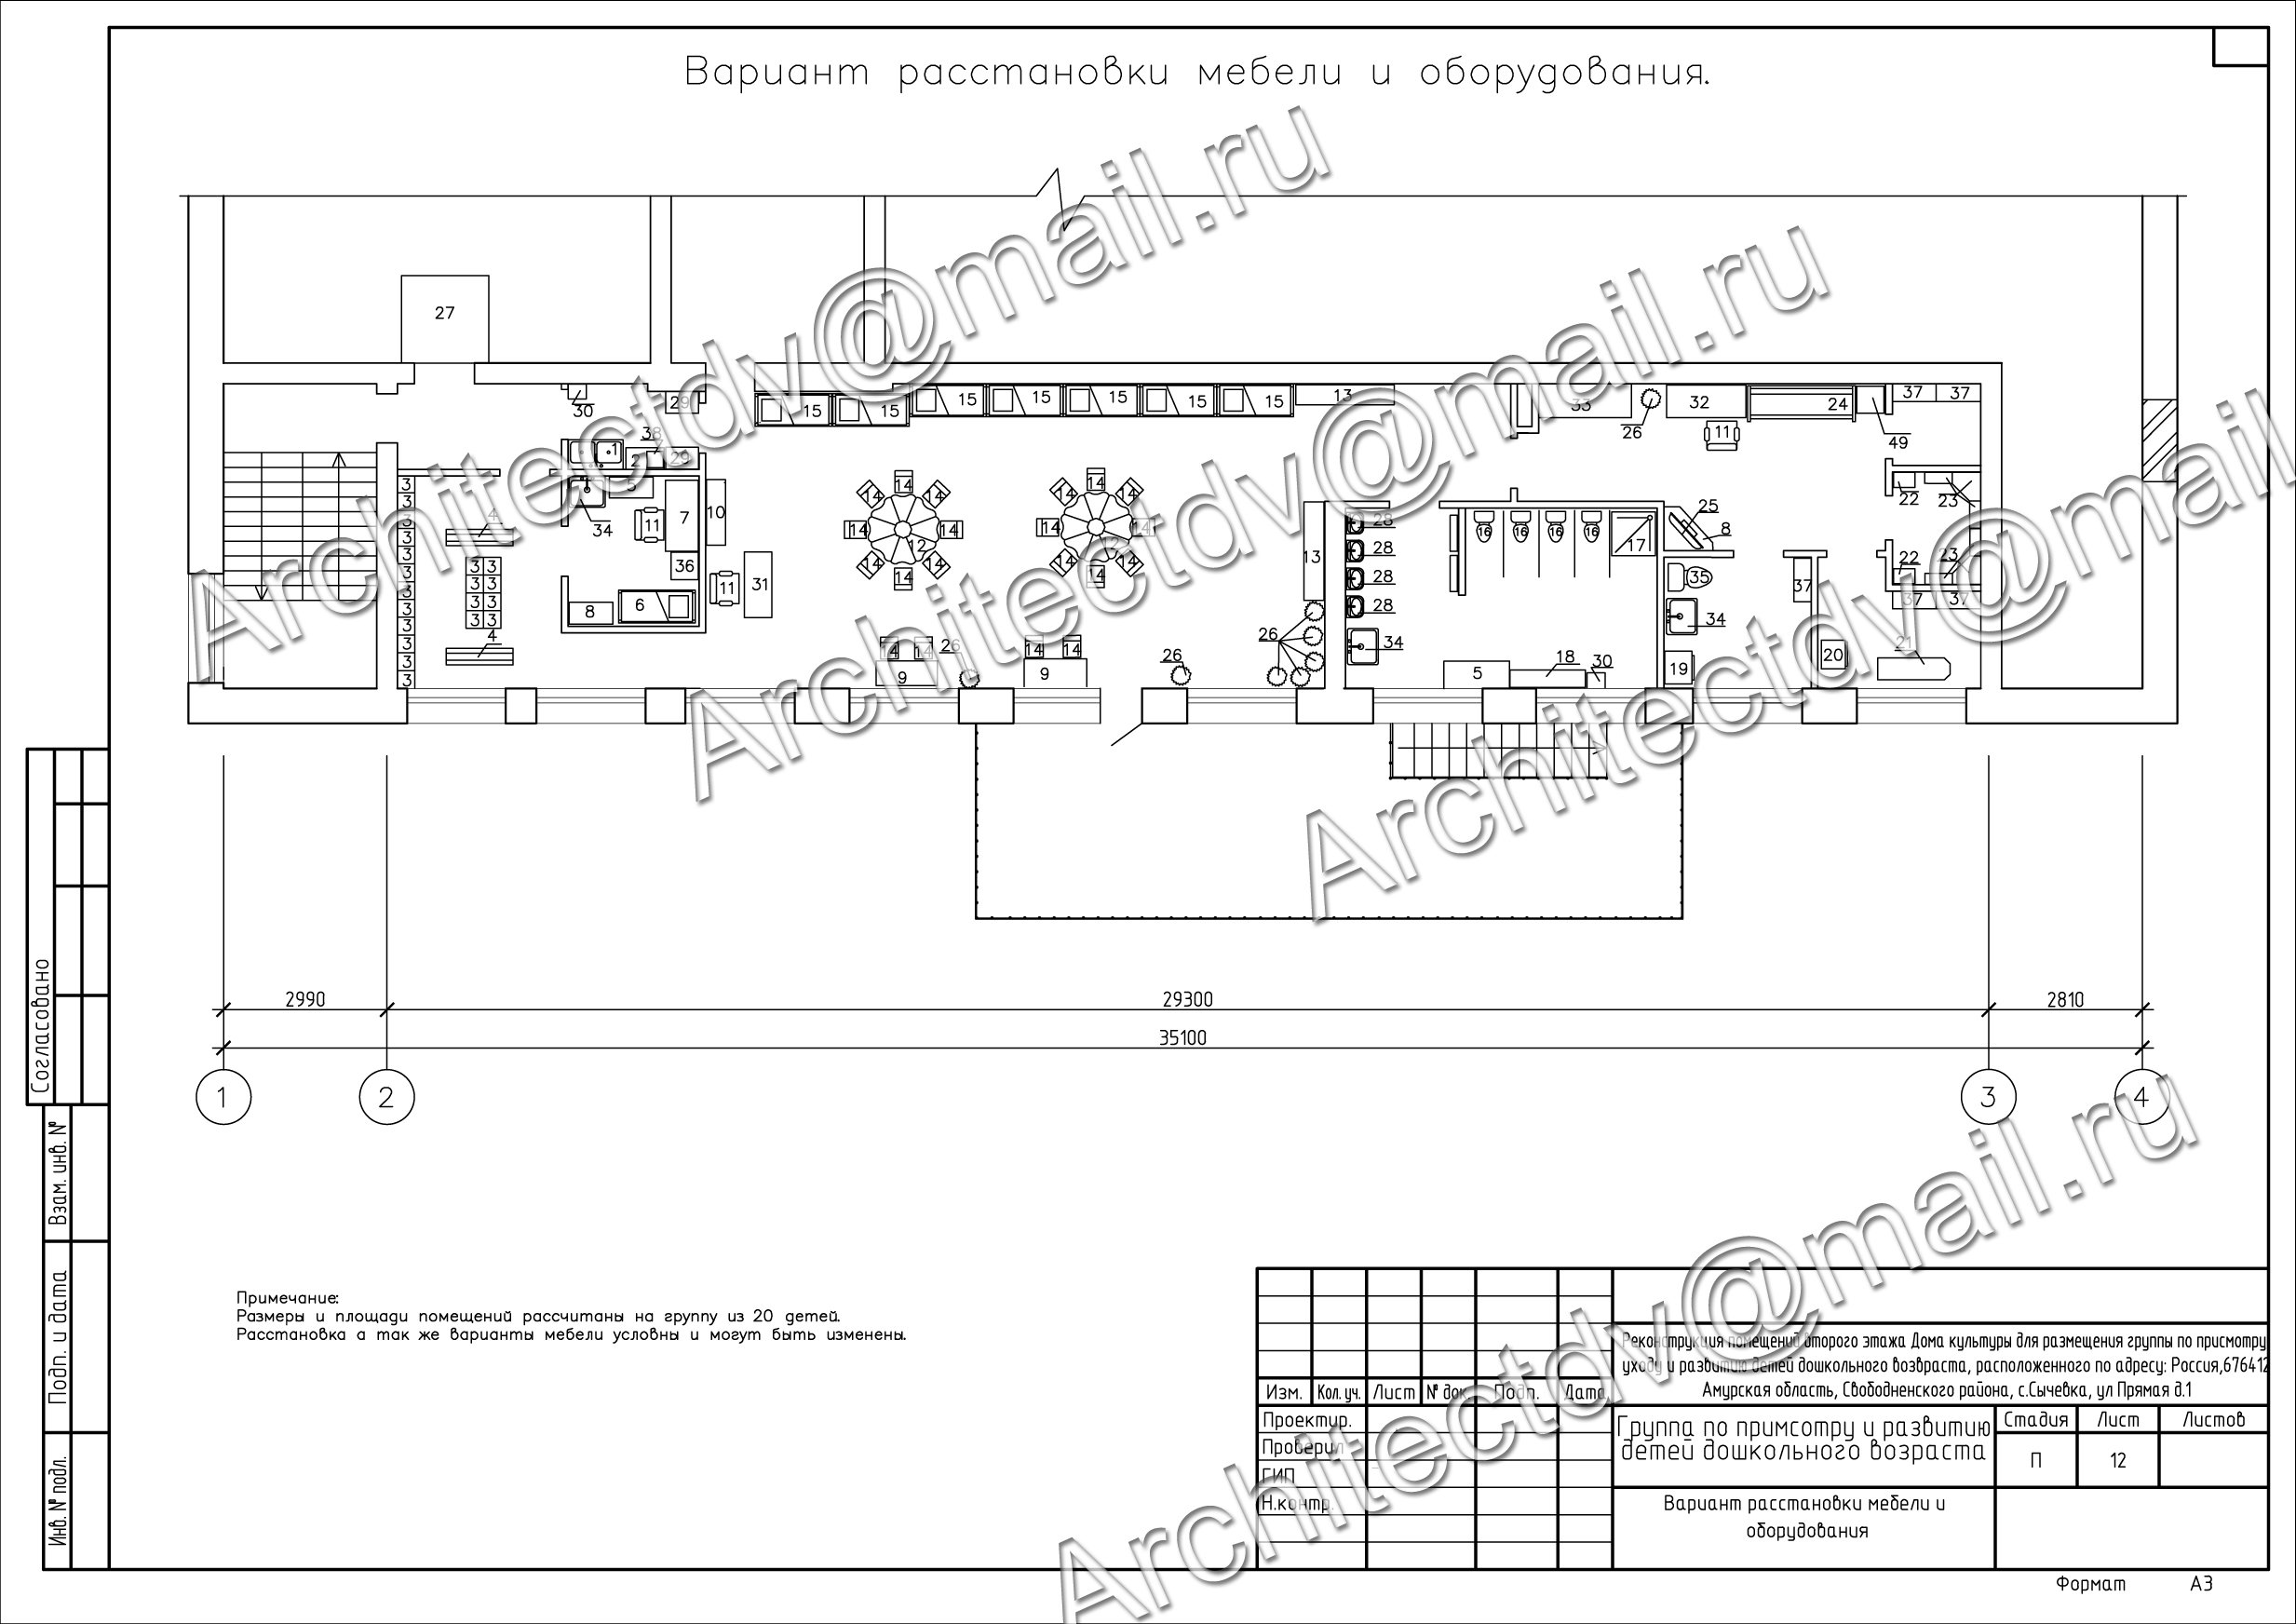 Вариант расстановки мебели и оборудования.
27
30 29 15 15 15 15 15 15 15 13 33 26 32 24 37 37
11 49
38 1 2 29
3 3 3 3 3 3 3 3 3 3 3 3
4 3 3 3 3 3 3 3 3 4
34 5 11 7 10 36 8 6 11 31
14 14 14 14 14 14 14 14 12
14 14 14 14 14 14 14 14 12
14 14 26 9 14 14 9
13 26 26
28 28 28 28 34
16 16 16 16 17
5 18 30
25 8 35 34 19
22 23 22 23
37 37 37 20 21
2990 29300 2810
35100
1 2 3 4
Согласовано
Взам. инв. №
Подп. и дата
Инв. № подл.
Примечание:
Размеры и площади помещений рассчитаны на группу из 20 детей.
Расстановка а так же варианты мебели условны и могут быть изменены.
Реконструкция помещений второго этажа Дома культуры для размещения группы по присмотру
уходу и развитию детей дошкольного возвраста, расположенного по адресу: Россия,676412
Амурская область, Свободненского района, с.Сычевка, ул Прямая д.1
Изм. Кол. уч. Лист № док. Подп. Дата
Проектир.
Проверил
ГИП
Н.контр.
Группа по примсотру и развитию
детей дошкольного возраста
Стадия Лист Листов
П 12
Вариант расстановки мебели и
оборудования
Формат А3
Architectdv@mail.ru
Architectdv@mail.ru
Architectdv@mail.ru
Architectdv@mail.ru